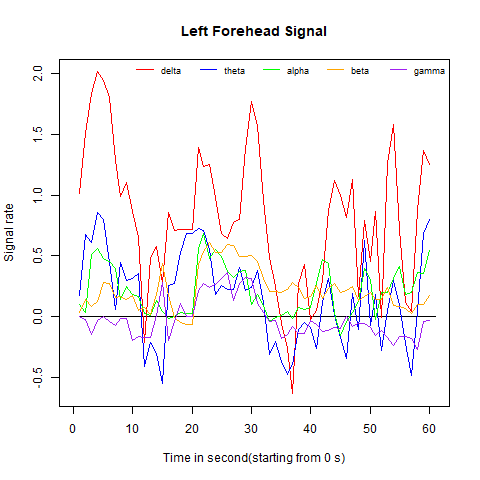 Left Forehead Signal
delta theta alpha beta gamma
Signal rate
2.0
1.5
1.0
0.5
0.0
-0.5
0 10 20 30 40 50 60
Time in second(starting from 0 s)